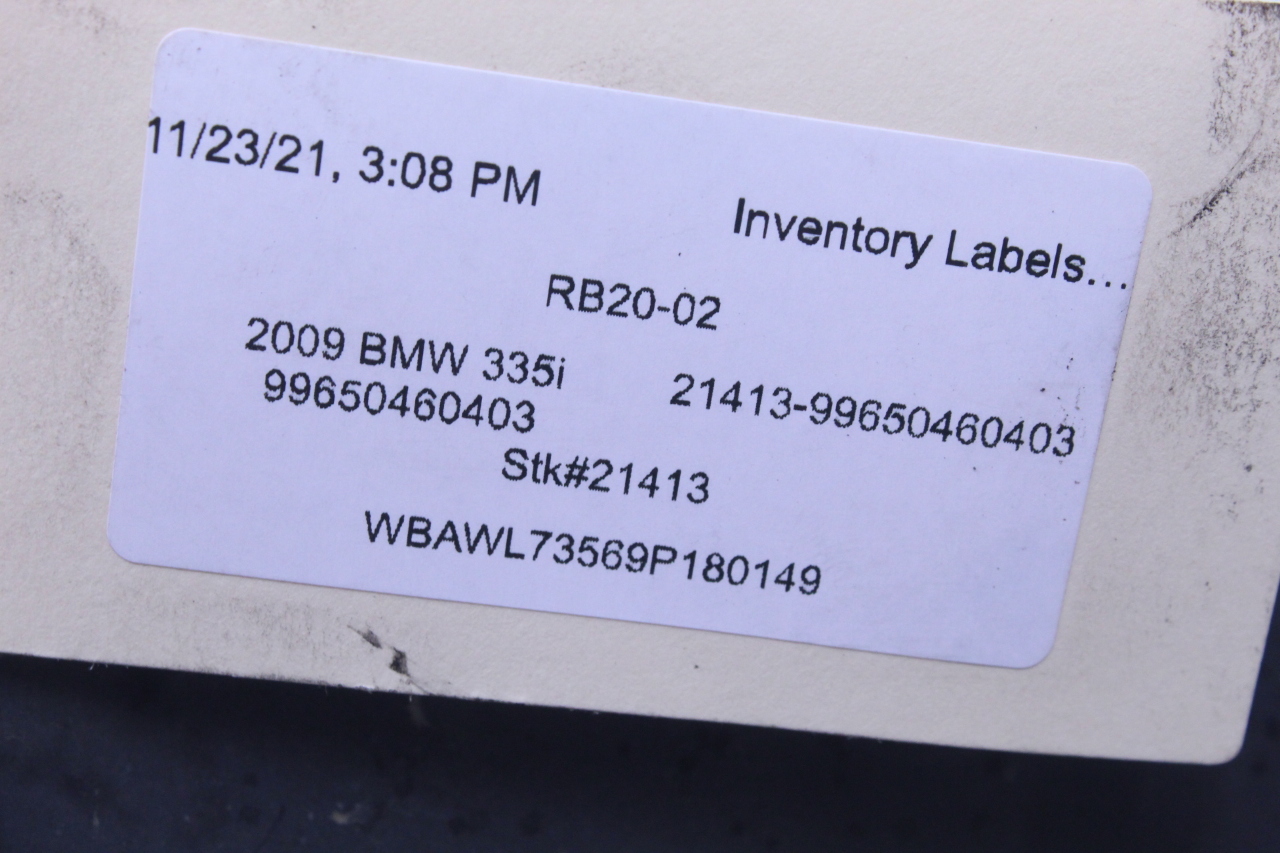 11/23/21, 3:08 PM
Inventory Labels...
RB20-02
2009 BMW 335i
99650460403
21413-99650460403
Stk#21413
WBAWL73569P180149